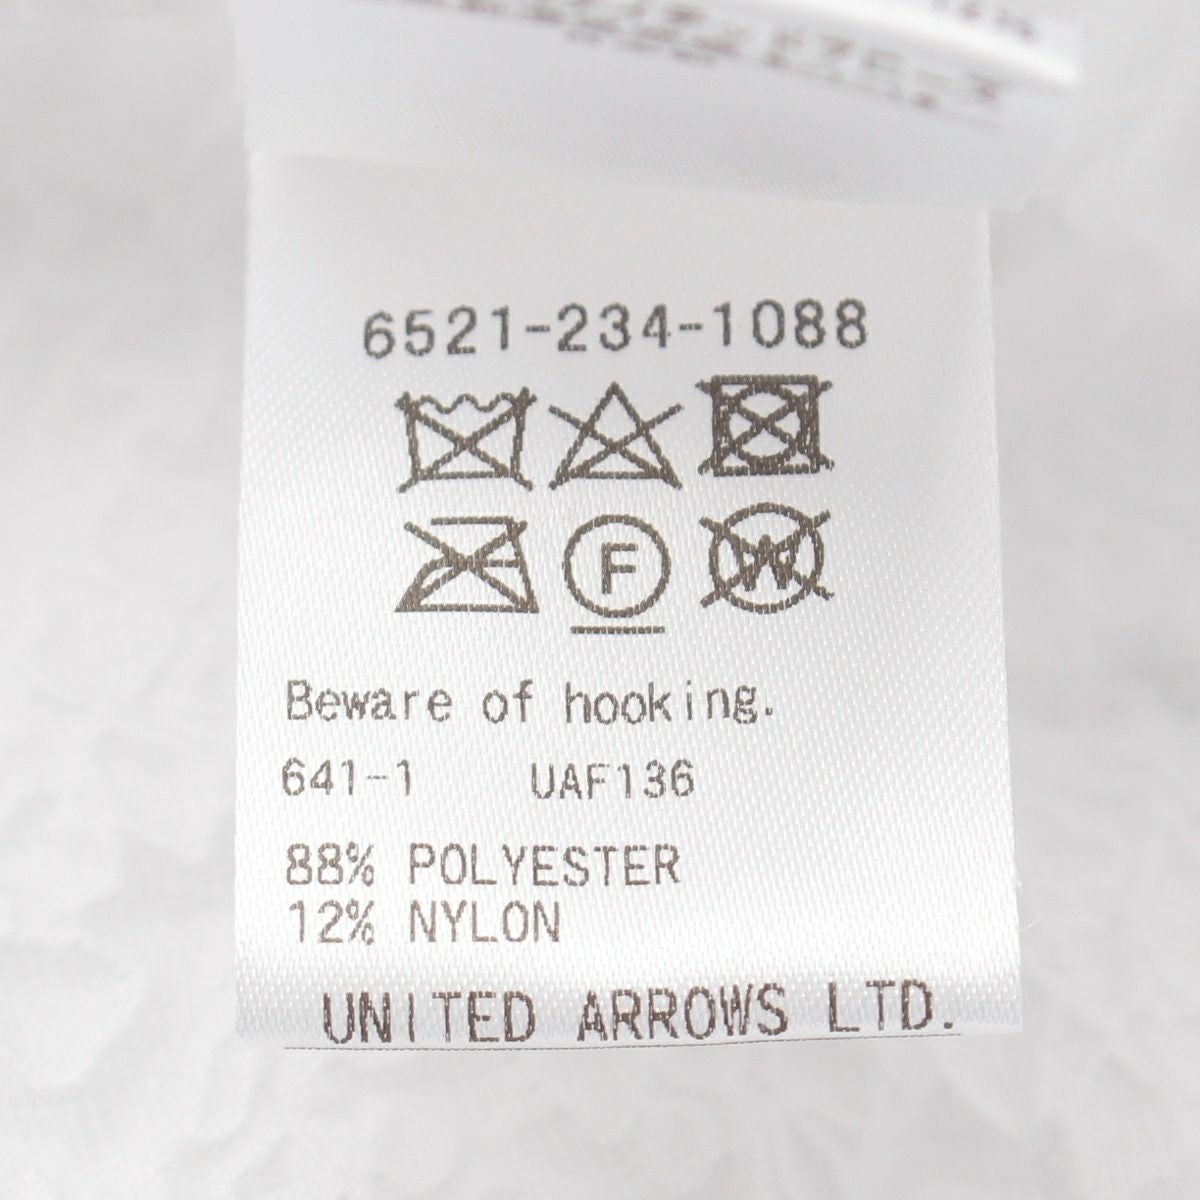 6521-234-1088
F
W
Beware of hooking.
641-1 UAF136
88% POLYESTER
12% NYLON
UNITED ARROWS LTD.